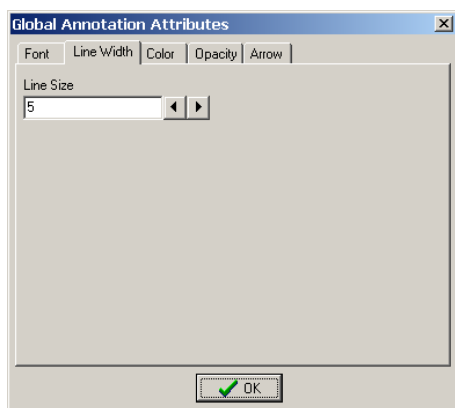 Global Annotation Attributes
Font Line Width Color Opacity Arrow
Line Size
5
OK